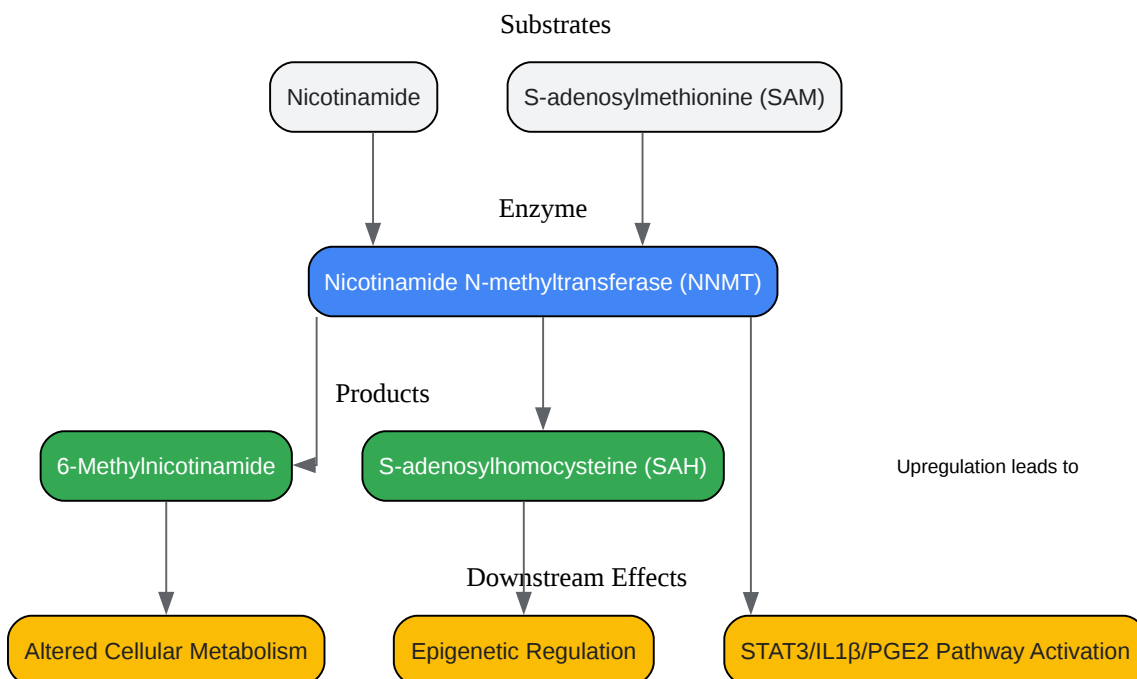 Substrates
Nicotinamide
S-adenosylmethionine (SAM)
Enzyme
Nicotinamide N-methyltransferase (NNMT)
Products
6-Methylnicotinamide
S-adenosylhomocysteine (SAH)
Upregulation leads to
Downstream Effects
Altered Cellular Metabolism
Epigenetic Regulation
STAT3/IL1β/PGE2 Pathway Activation